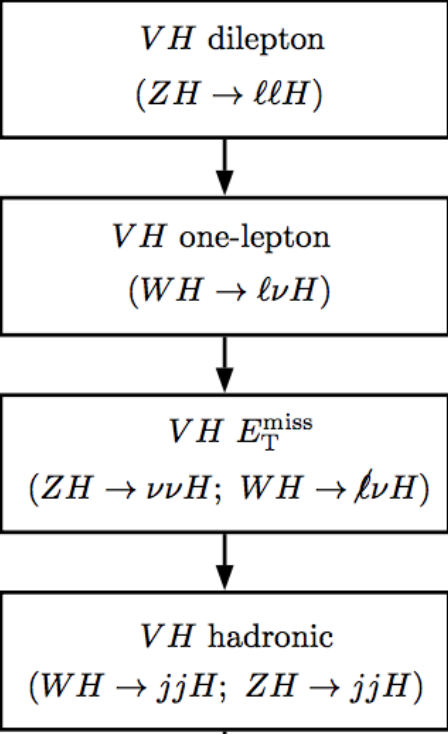 VH dilepton
(ZH → ℓℓH)
VH one-lepton
(WH → ℓνH)
VH E_T^miss
(ZH → ννH; WH → ℓ̸νH)
VH hadronic
(WH → jjH; ZH → jjH)